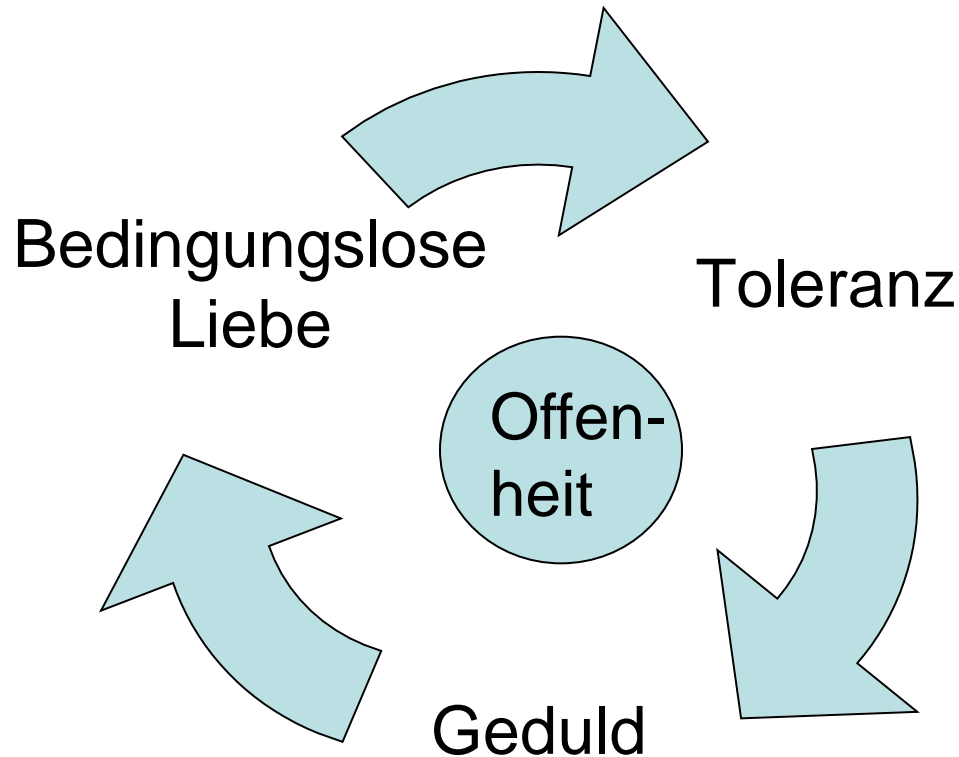 Bedingungslose
Liebe
Toleranz
Offen-
heit
Geduld